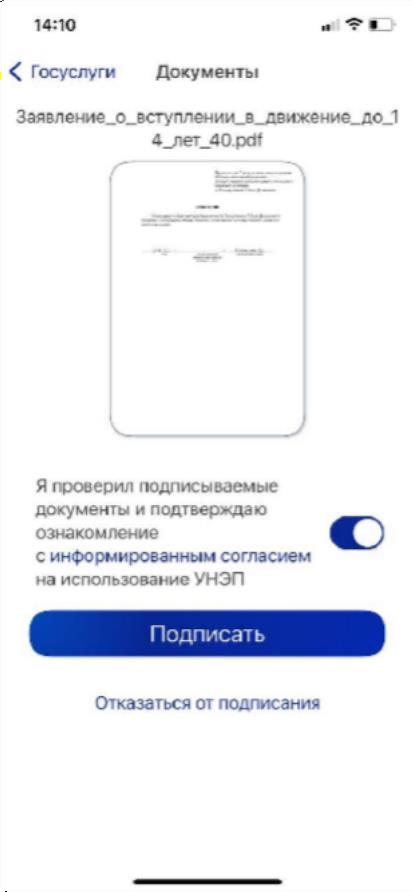 14:10
Госуслуги Документы
Заявление_о_вступлении_в_движение_до_1
4_лет_40.pdf
Я проверил подписываемые
документы и подтверждаю
ознакомление
с информированным согласием
на использование УНЭП
Подписать
Отказаться от подписания